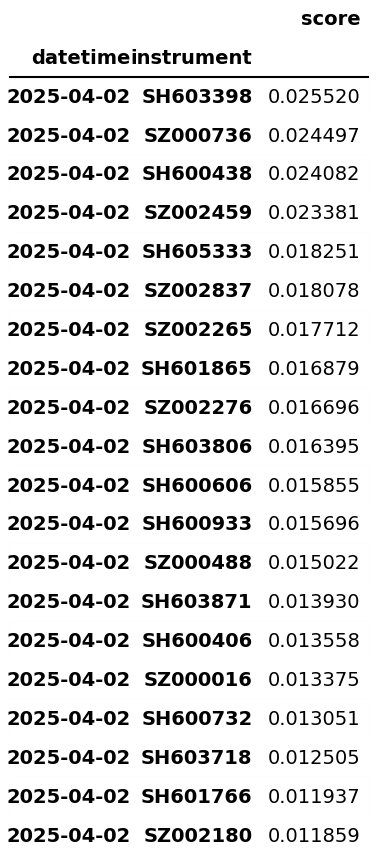 score
datetime instrument
2025-04-02 SH603398 0.025520
2025-04-02 SZ000736 0.024497
2025-04-02 SH600438 0.024082
2025-04-02 SZ002459 0.023381
2025-04-02 SH605333 0.018251
2025-04-02 SZ002837 0.018078
2025-04-02 SZ002265 0.017712
2025-04-02 SH601865 0.016879
2025-04-02 SZ002276 0.016696
2025-04-02 SH603806 0.016395
2025-04-02 SH600606 0.015855
2025-04-02 SH600933 0.015696
2025-04-02 SZ000488 0.015022
2025-04-02 SH603871 0.013930
2025-04-02 SH600406 0.013558
2025-04-02 SZ000016 0.013375
2025-04-02 SH600732 0.013051
2025-04-02 SH603718 0.012505
2025-04-02 SH601766 0.011937
2025-04-02 SZ002180 0.011859